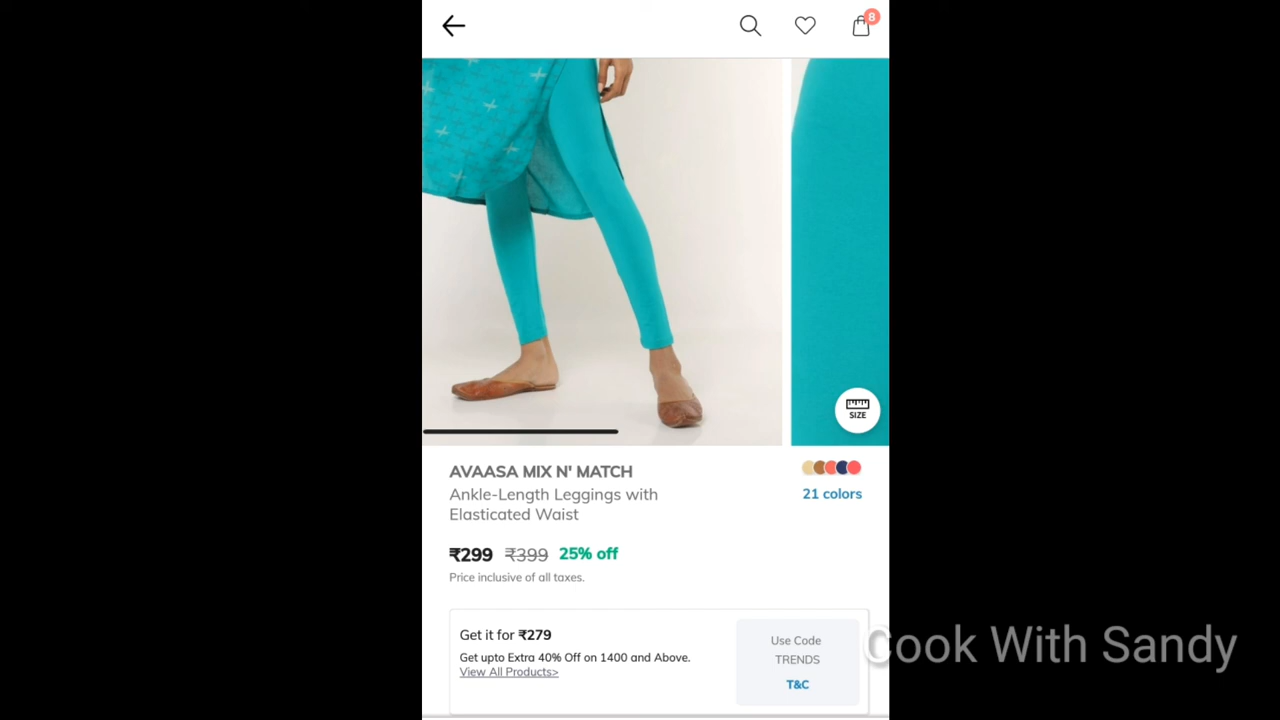 8
SIZE
AVAASA MIX N' MATCH
Ankle-Length Leggings with
Elasticated Waist
21 colors
₹299 ₹399 25% off
Price inclusive of all taxes.
Get it for ₹279
Get upto Extra 40% Off on 1400 and Above.
View All Products>
Use Code
TRENDS
T&C
Cook With Sandy